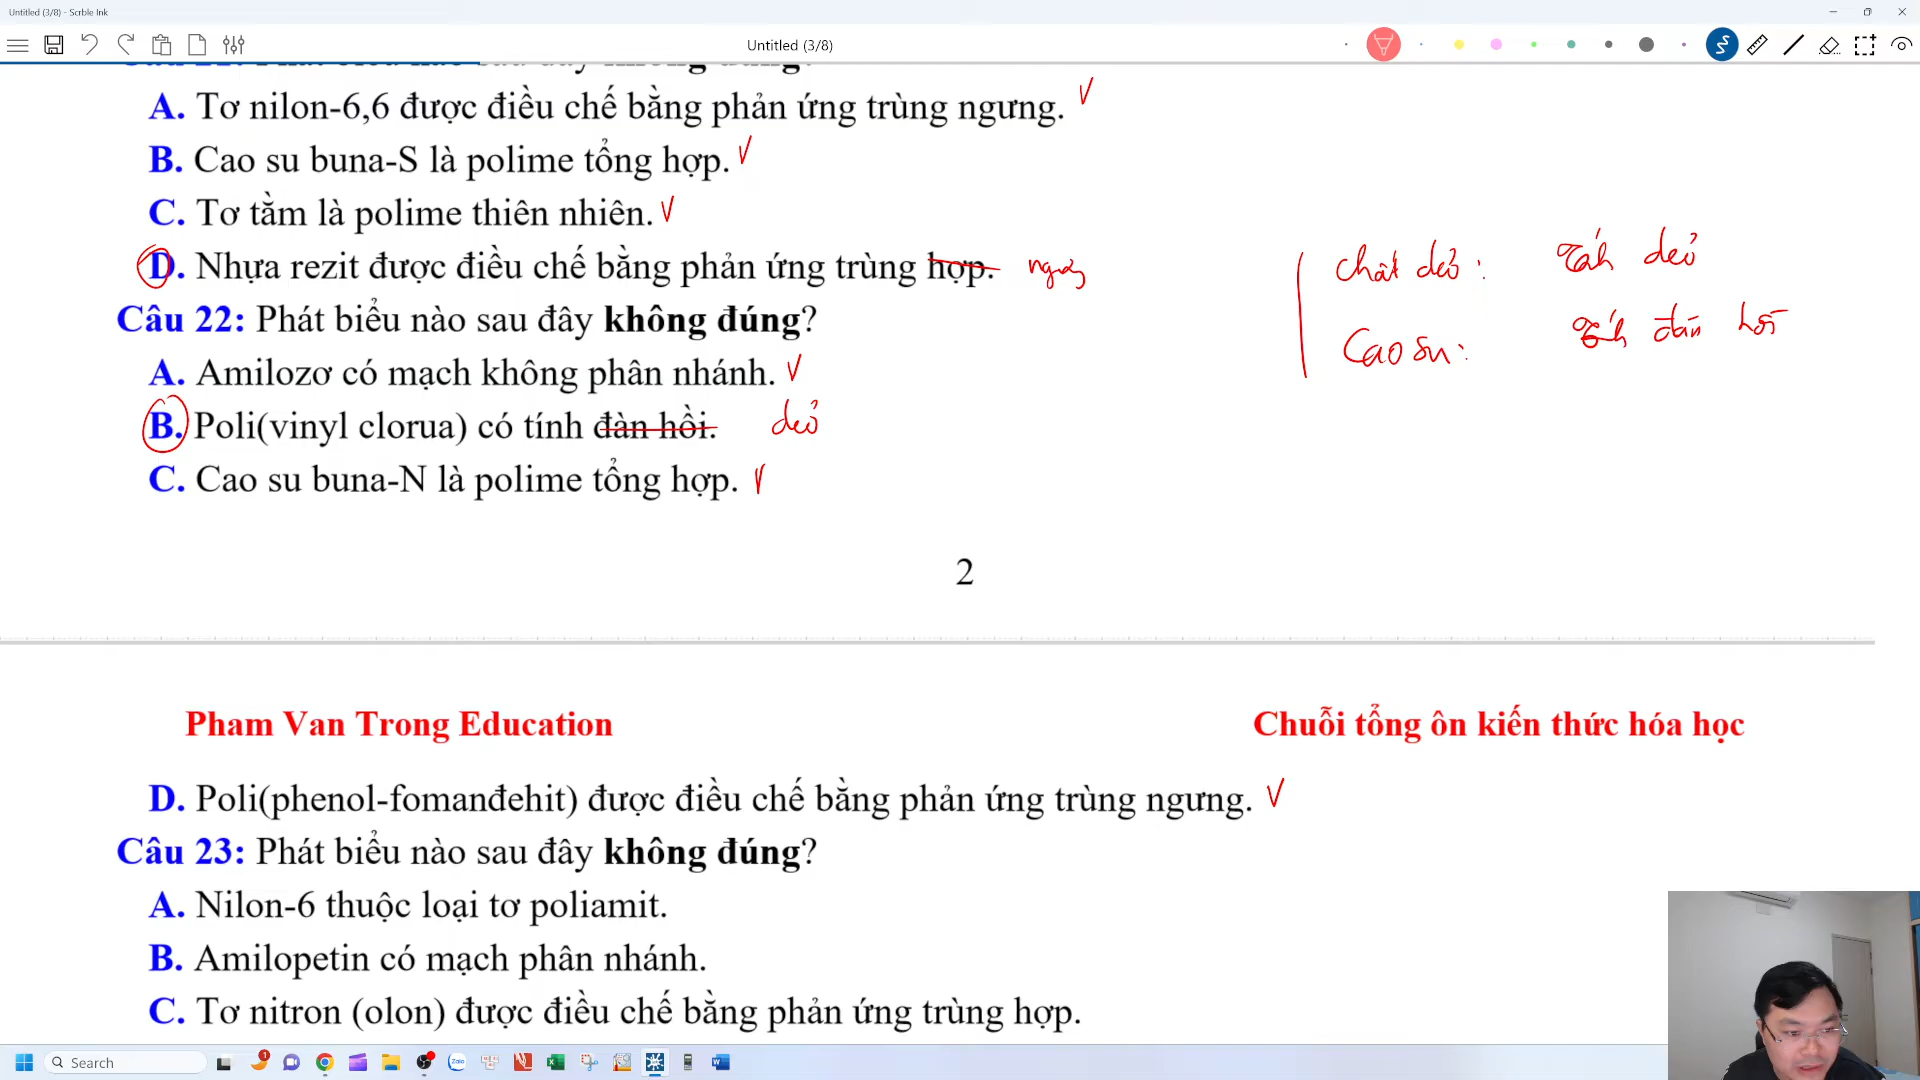 Untitled (3/8) - Scrble Ink
Untitled (3/8)
A. Tơ nilon-6,6 được điều chế bằng phản ứng trùng ngưng. V
B. Cao su buna-S là polime tổng hợp. V
C. Tơ tằm là polime thiên nhiên. V
D. Nhựa rezit được điều chế bằng phản ứng trùng hợp. ngưng
chất dẻo: tính dẻo
Câu 22: Phát biểu nào sau đây không đúng?
Cao su: tính đàn hồi
A. Amilozơ có mạch không phân nhánh. V
B. Poli(vinyl clorua) có tính đàn hồi. dẻo
C. Cao su buna-N là polime tổng hợp. V
2
Pham Van Trong Education
Chuỗi tổng ôn kiến thức hóa học
D. Poli(phenol-fomanđehit) được điều chế bằng phản ứng trùng ngưng. V
Câu 23: Phát biểu nào sau đây không đúng?
A. Nilon-6 thuộc loại tơ poliamit.
B. Amilopetin có mạch phân nhánh.
C. Tơ nitron (olon) được điều chế bằng phản ứng trùng hợp.
Search